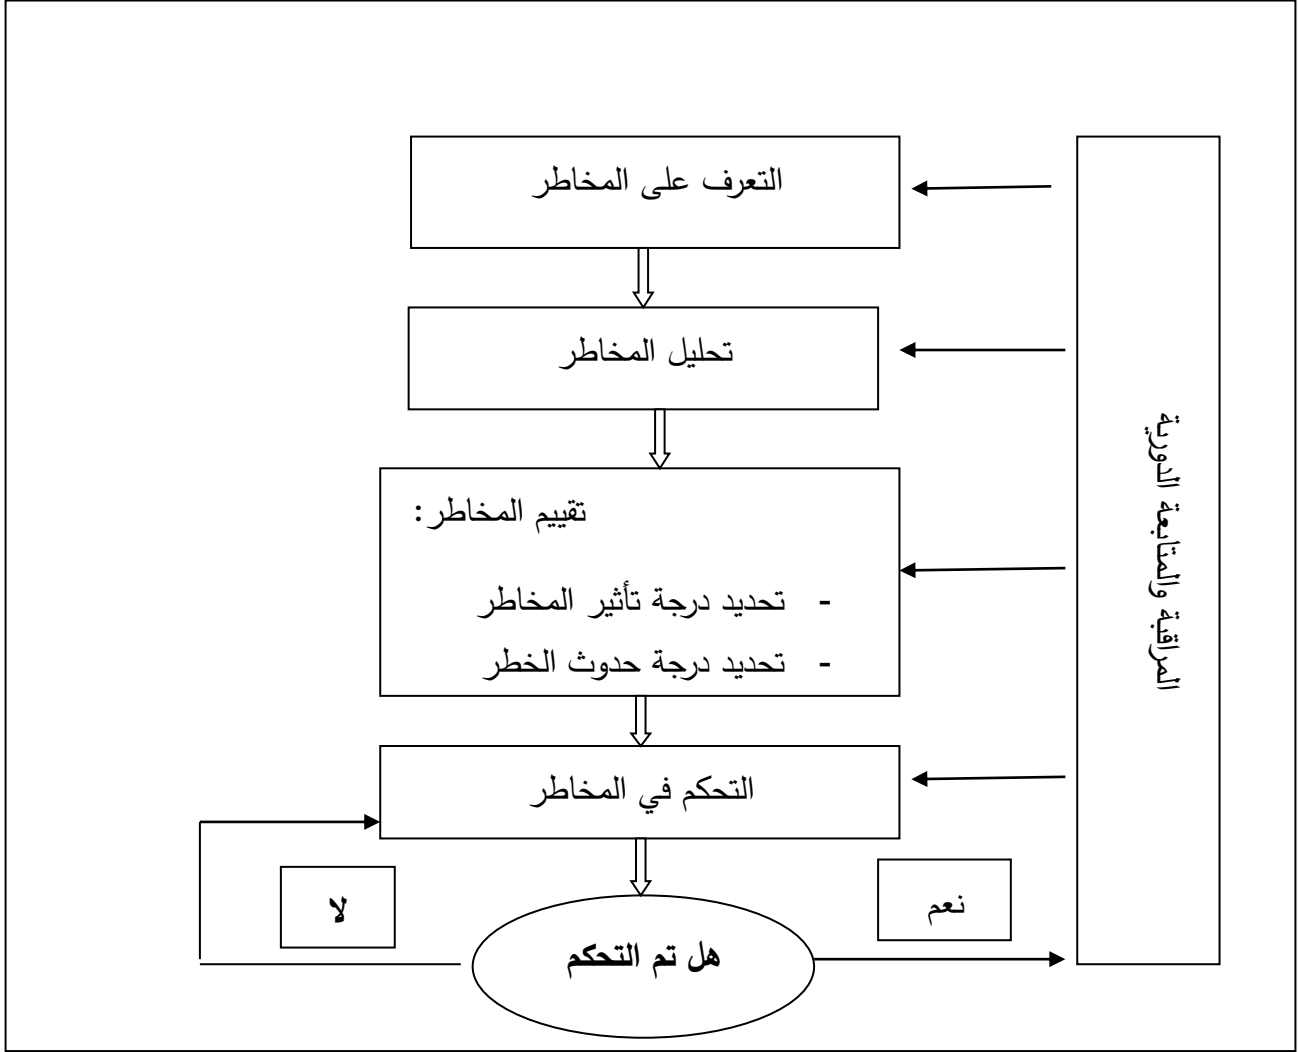 التعرف على المخاطر
تحليل المخاطر
تقييم المخاطر:
- تحديد درجة تأثير المخاطر
- تحديد درجة حدوث الخطر
التحكم في المخاطر
نعم
لا
هل تم التحكم
المراقبة والمتابعة الدورية